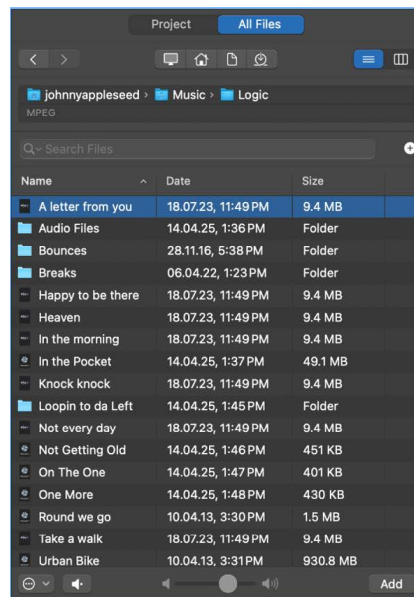 Project All Files
johnnyappleseed › Music › Logic
MPEG
Search Files
Name Date Size
A letter from you 18.07.23, 11:49 PM 9.4 MB
Audio Files 14.04.25, 1:36 PM Folder
Bounces 28.11.16, 5:38 PM Folder
Breaks 06.04.22, 1:23 PM Folder
Happy to be there 18.07.23, 11:49 PM 9.4 MB
Heaven 18.07.23, 11:49 PM 9.4 MB
In the morning 18.07.23, 11:49 PM 9.4 MB
In the Pocket 14.04.25, 1:37 PM 49.1 MB
Knock knock 18.07.23, 11:49 PM 9.4 MB
Loopin to da Left 14.04.25, 1:45 PM Folder
Not every day 18.07.23, 11:49 PM 9.4 MB
Not Getting Old 14.04.25, 1:46 PM 451 KB
On The One 14.04.25, 1:47 PM 401 KB
One More 14.04.25, 1:48 PM 430 KB
Round we go 10.04.13, 3:30 PM 1.5 MB
Take a walk 18.07.23, 11:49 PM 9.4 MB
Urban Bike 10.04.13, 3:31 PM 930.8 MB
Add